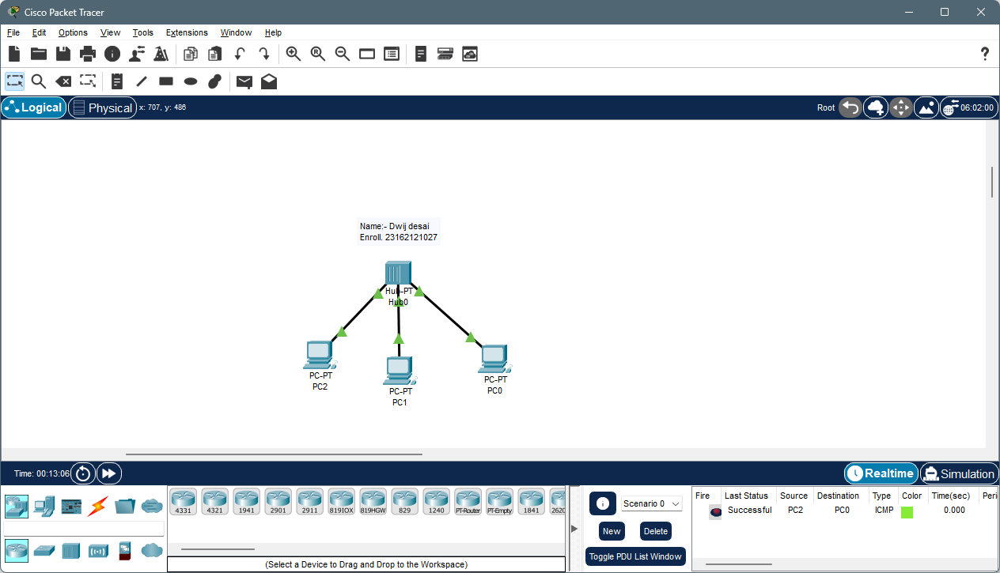 Cisco Packet Tracer
File Edit Options View Tools Extensions Window Help
Logical Physical x: 707, y: 486 Root 06:02:00
Name:- Dwij desai
Enroll. 23162121027
Hub-PT
Hub0
PC-PT
PC2
PC-PT
PC1
PC-PT
PC0
Time: 00:13:06 Realtime Simulation
4331 4321 1941 2901 2911 819IOX 819HGW 829 1240 PT-Router PT-Empty 1841 2620
(Select a Device to Drag and Drop to the Workspace)
Scenario 0
New Delete
Toggle PDU List Window
Fire Last Status Source Destination Type Color Time(sec) Peri
Successful PC2 PC0 ICMP 0.000